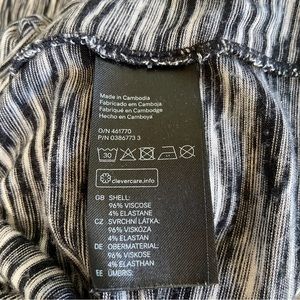 Made in Cambodia
Fabricado em Camboja
Fabriqué en Cambodge
Hecho en Camboya
O/N 461770
P/N 0386773 3
30
clevercare.info
GB SHELL:
96% VISCOSE
4% ELASTANE
CZ SVRCHNÍ LÁTKA:
96% VISKÓZA
4% ELASTAN
DE OBERMATERIAL:
96% VISKOSE
4% ELASTHAN
EE ÜMBRIS: